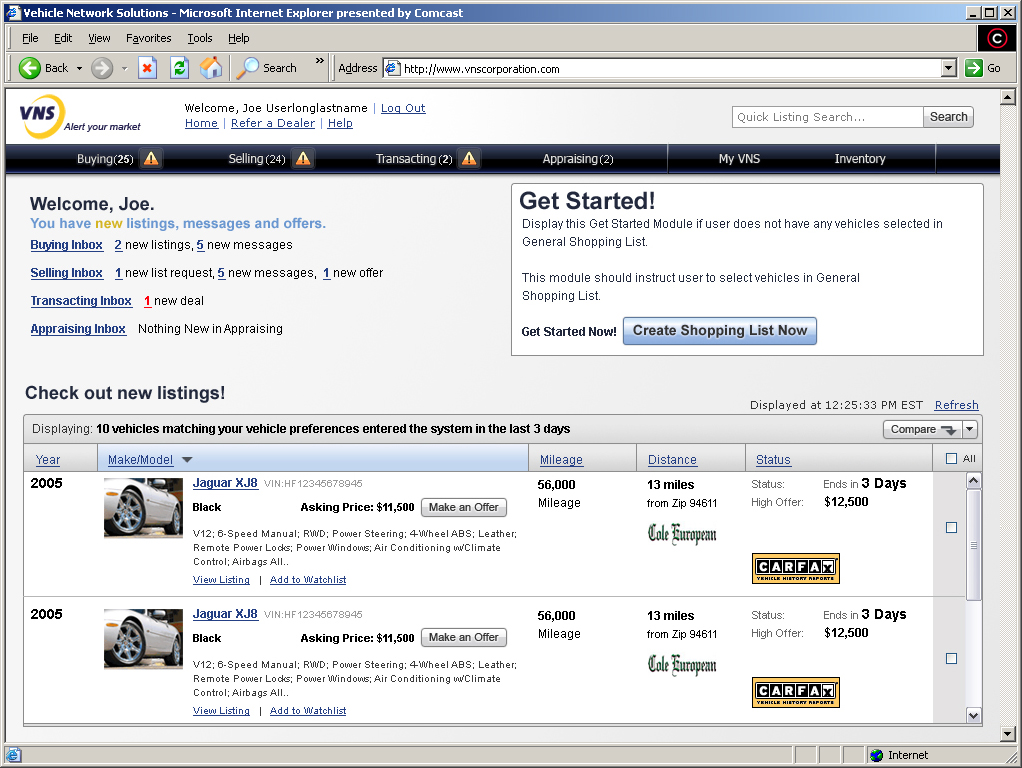 Vehicle Network Solutions - Microsoft Internet Explorer presented by Comcast
File Edit View Favorites Tools Help
Back Search » Address http://www.vnscorporation.com Go
VNS Alert your market
Welcome, Joe Userlonglastname | Log Out
Home | Refer a Dealer | Help
Quick Listing Search... Search
Buying(25) Selling(24) Transacting(2) Appraising(2) My VNS Inventory
Welcome, Joe.
You have new listings, messages and offers.
Buying Inbox 2 new listings, 5 new messages
Selling Inbox 1 new list request, 5 new messages, 1 new offer
Transacting Inbox 1 new deal
Appraising Inbox Nothing New in Appraising
Get Started!
Display this Get Started Module if user does not have any vehicles selected in
General Shopping List.
This module should instruct user to select vehicles in General
Shopping List.
Get Started Now! Create Shopping List Now
Check out new listings!
Displayed at 12:25:33 PM EST Refresh
Displaying: 10 vehicles matching your vehicle preferences entered the system in the last 3 days Compare
Year Make/Model Mileage Distance Status All
2005 Jaguar XJ8 VIN:HF12345678945 56,000 13 miles Status: Ends in 3 Days
Mileage from Zip 94611 High Offer: $12,500
Black Asking Price: $11,500 Make an Offer
Cole European
V12; 6-Speed Manual; RWD; Power Steering; 4-Wheel ABS; Leather;
Remote Power Locks; Power Windows; Air Conditioning w/Climate
Control; Airbags All..
CARFAX
VEHICLE HISTORY REPORTS
View Listing | Add to Watchlist
2005 Jaguar XJ8 VIN:HF12345678945 56,000 13 miles Status: Ends in 3 Days
Mileage from Zip 94611 High Offer: $12,500
Black Asking Price: $11,500 Make an Offer
Cole European
V12; 6-Speed Manual; RWD; Power Steering; 4-Wheel ABS; Leather;
Remote Power Locks; Power Windows; Air Conditioning w/Climate
Control; Airbags All..
CARFAX
VEHICLE HISTORY REPORTS
View Listing | Add to Watchlist
Internet